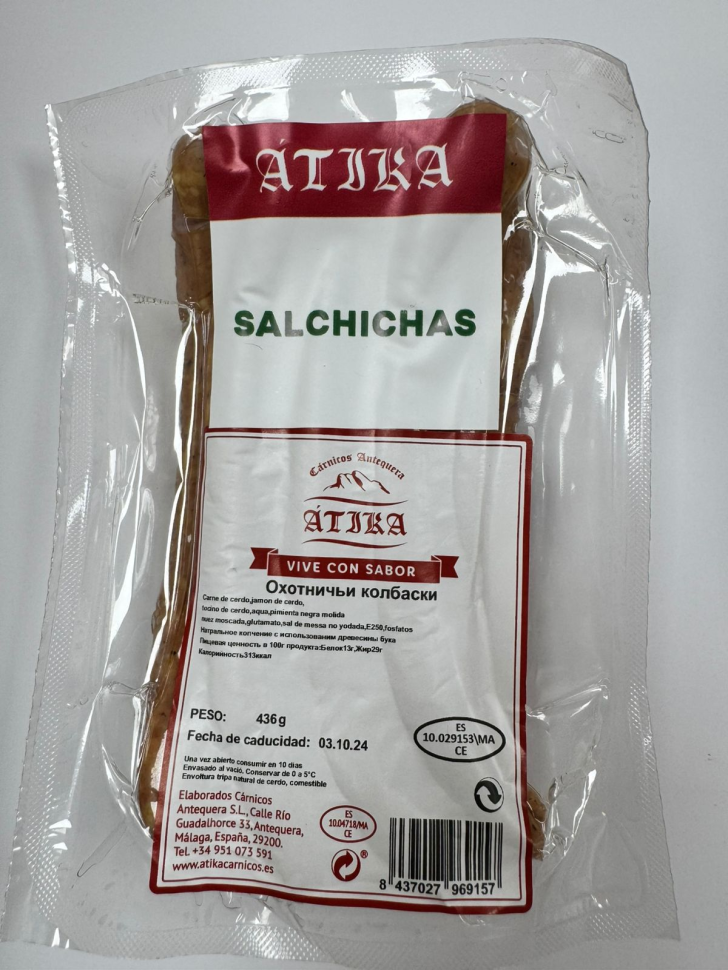 ÁTIKA
SALCHICHAS
Cárnicos Antequera
ÁTIKA
VIVE CON SABOR
Охотничьи колбаски
Carne de cerdo,jamon de cerdo,
tocino de cerdo,aqua,pimienta negra molida
nuez moscada,glutamato,sal de messa no yodada,E250,fosfatos
Натральное копчение с использованим древесины бука
Пищевая ценность в 100г продукта:Белок13г,Жир29г
Калорийность313ккал
PESO: 436g
Fecha de caducidad: 03.10.24
ES
10.029153\MA
CE
Una vez abierto consumir en 10 dias
Envasado al vació. Conservar de 0 a 5°C
Envoltura tripa natural de cerdo, comestible
Elaborados Cárnicos
Antequera S.L., Calle Río
Guadalhorce 33, Antequera,
Málaga, España, 29200.
Tel. +34 951 073 591
www.atikacarnicos.es
ES
10.04718/MA
CE
®
8 437027 969157